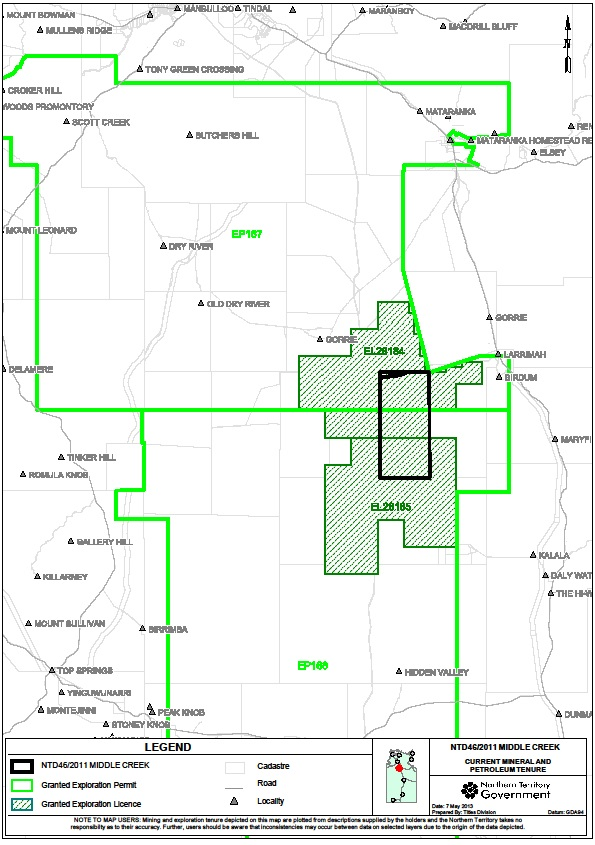 MOUNT BOWMAN
MANBULLOO
TINDAL
MARANBOY
MULLENS RIDGE
MACDRILL BLUFF
N
TONY GREEN CROSSING
CROKER HILL
WOODS PROMONTORY
MATARANKA
SCOTT CREEK
BUTCHERS HILL
MATARANKA HOMESTEAD RE
ELSEY
MOUNT LEONARD
EP167
DRY RIVER
OLD DRY RIVER
GORRIE
GORRIE
EL28184
LARRIMAH
DELAMERE
BIRDUM
TINKER HILL
ROMULA KNOB
EL28185
GALLERY HILL
KALALA
KILLARNEY
DALY WAT
THE HI-W
MOUNT SULLIVAN
BIRRIMBA
TOP SPRINGS
HIDDEN VALLEY
YINGUWUNARRI
MONTEJINNI
PEAK KNOB
DUNMA
STONEY KNOB
LEGEND
NTD46/2011 MIDDLE CREEK
Granted Exploration Permit
Granted Exploration Licence
Cadastre
Road
Locality
NTD46/2011 MIDDLE CREEK
CURRENT MINERAL AND
PETROLEUM TENURE
Northern Territory
Government
Date: 7 May 2013
Prepared By: Titles Division
Datum: GDA94
NOTE TO MAP USERS: Mining and exploration tenure depicted on this map are plotted from descriptions supplied by the holders and the Northern Territory takes no
responsibility as to their accuracy. Further, users should be aware that inconsistencies may occur between data on selected layers due to the origin of the data depicted.